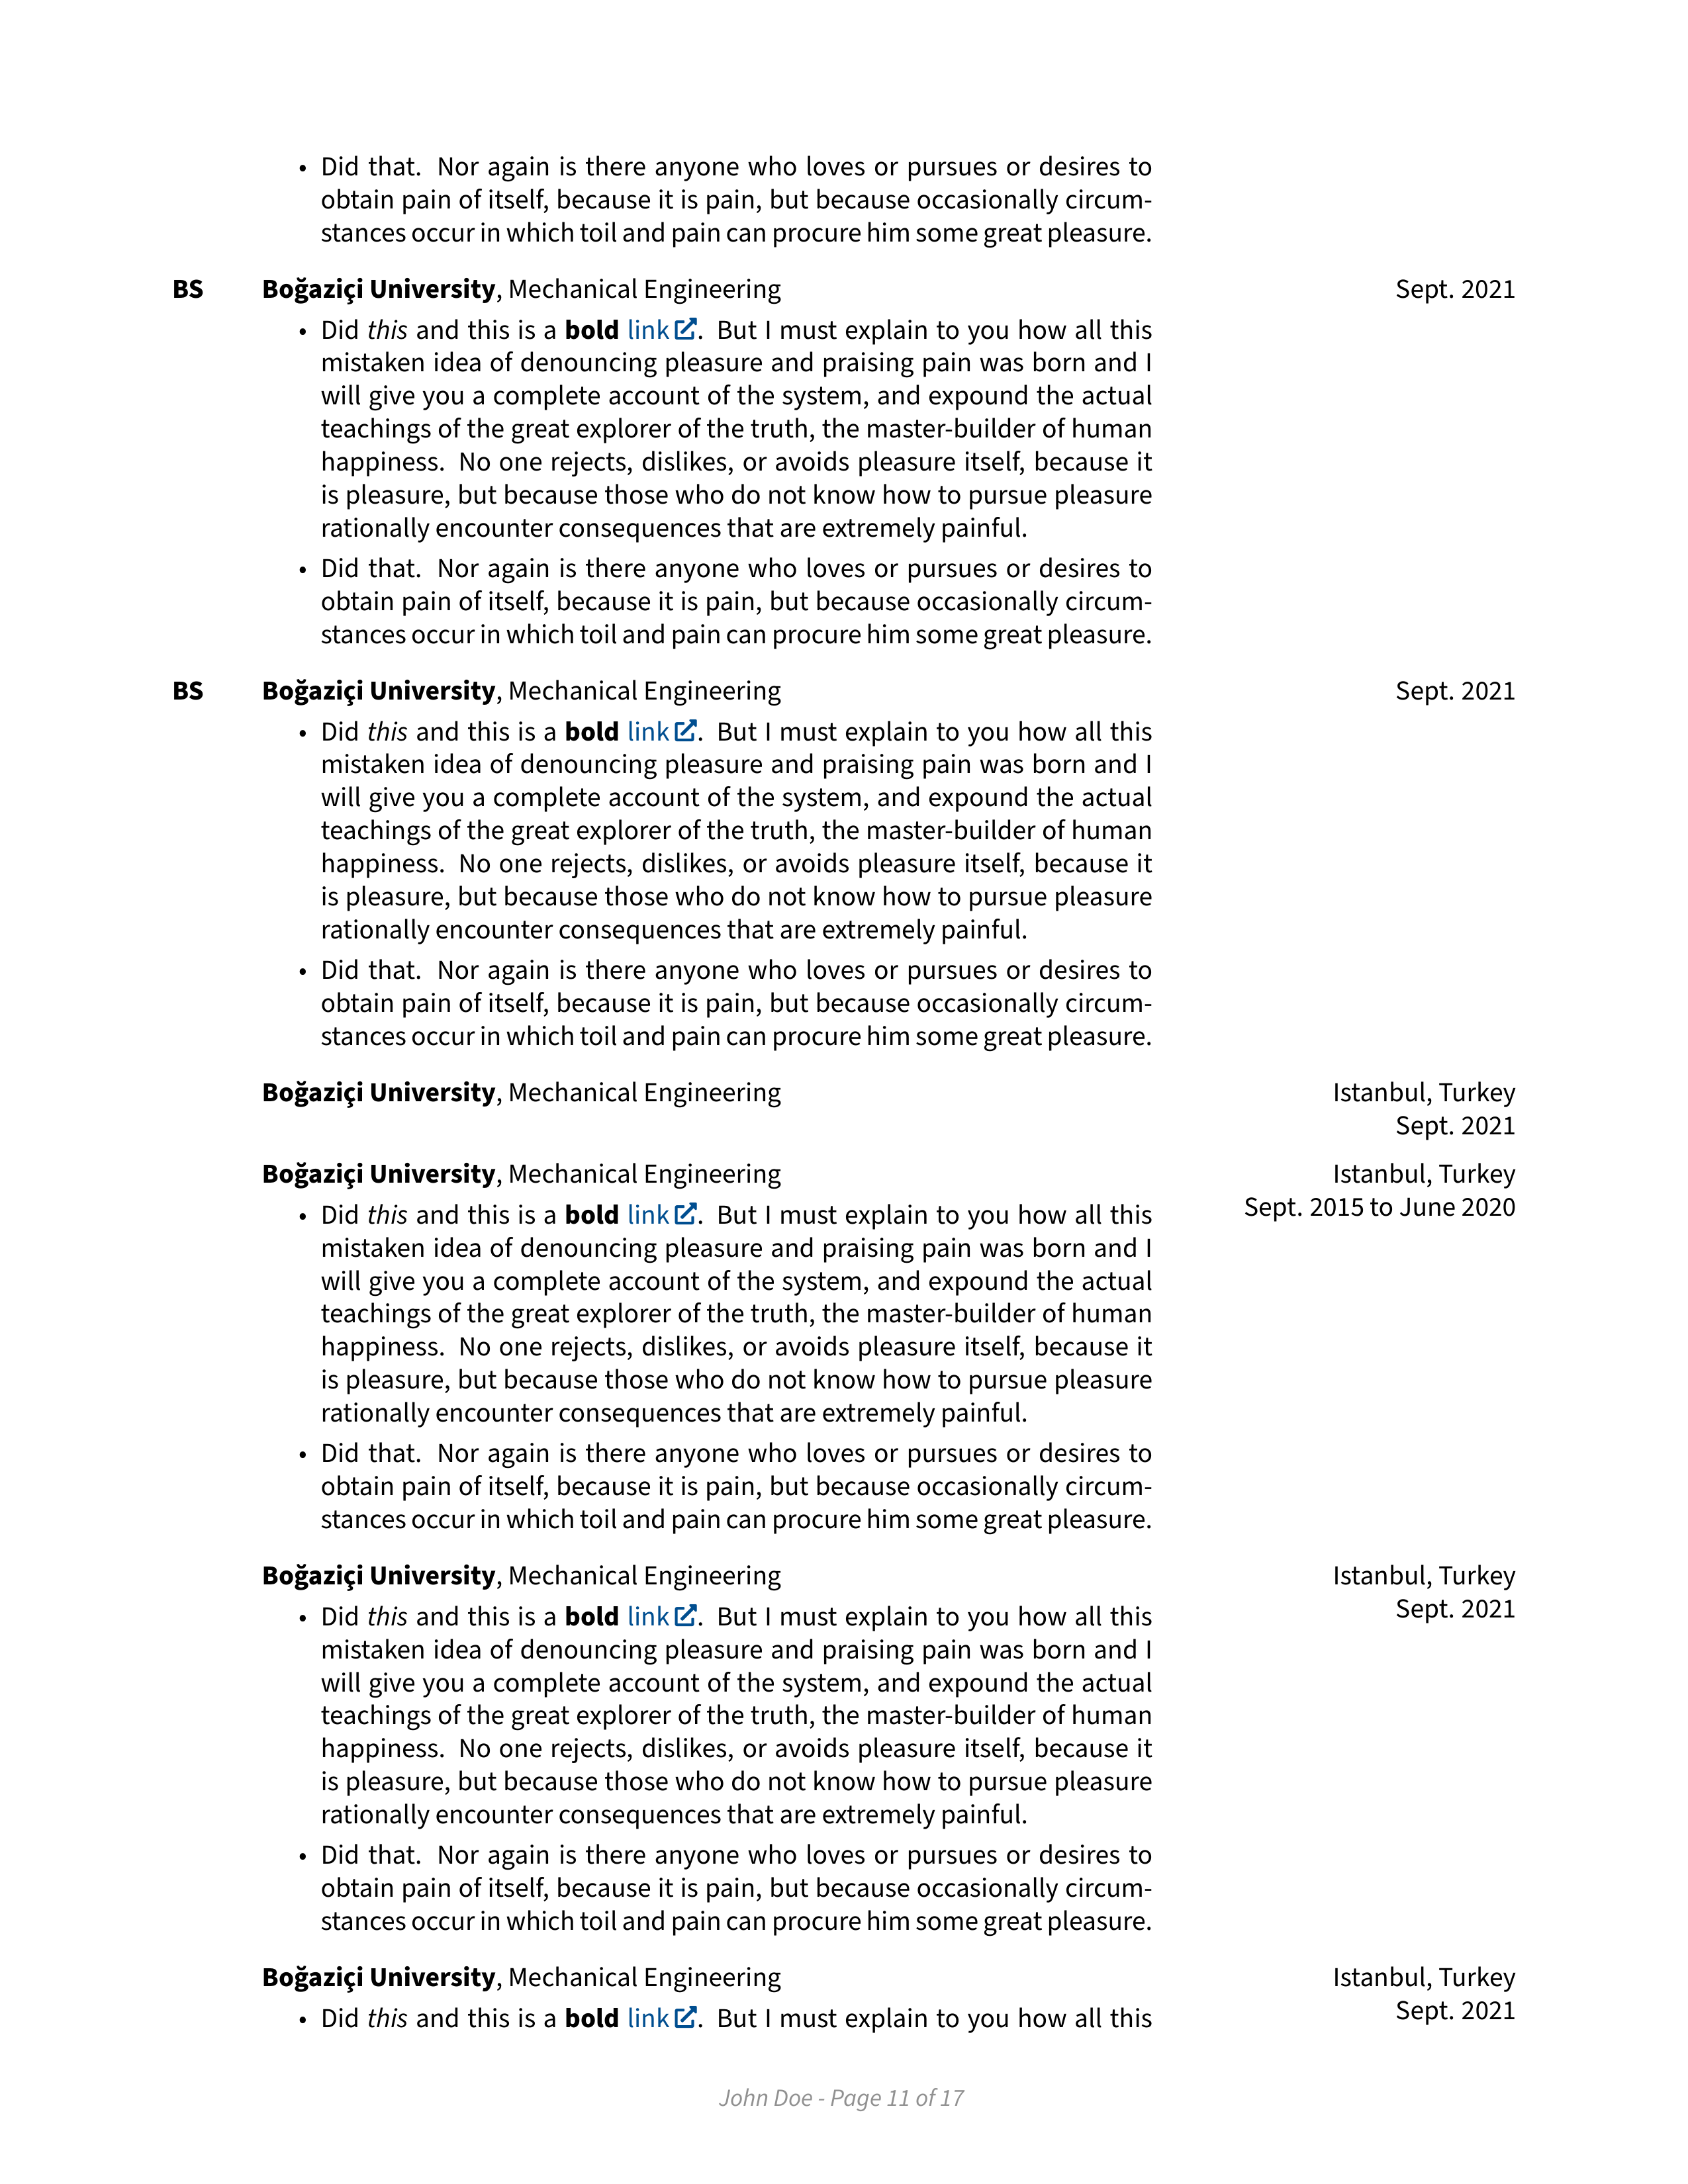 • Did that. Nor again is there anyone who loves or pursues or desires to
obtain pain of itself, because it is pain, but because occasionally circum-
stances occur in which toil and pain can procure him some great pleasure.
BS Boğaziçi University, Mechanical Engineering Sept. 2021
• Did this and this is a bold link. But I must explain to you how all this
mistaken idea of denouncing pleasure and praising pain was born and I
will give you a complete account of the system, and expound the actual
teachings of the great explorer of the truth, the master-builder of human
happiness. No one rejects, dislikes, or avoids pleasure itself, because it
is pleasure, but because those who do not know how to pursue pleasure
rationally encounter consequences that are extremely painful.
• Did that. Nor again is there anyone who loves or pursues or desires to
obtain pain of itself, because it is pain, but because occasionally circum-
stances occur in which toil and pain can procure him some great pleasure.
BS Boğaziçi University, Mechanical Engineering Sept. 2021
• Did this and this is a bold link. But I must explain to you how all this
mistaken idea of denouncing pleasure and praising pain was born and I
will give you a complete account of the system, and expound the actual
teachings of the great explorer of the truth, the master-builder of human
happiness. No one rejects, dislikes, or avoids pleasure itself, because it
is pleasure, but because those who do not know how to pursue pleasure
rationally encounter consequences that are extremely painful.
• Did that. Nor again is there anyone who loves or pursues or desires to
obtain pain of itself, because it is pain, but because occasionally circum-
stances occur in which toil and pain can procure him some great pleasure.
Boğaziçi University, Mechanical Engineering Istanbul, Turkey
Sept. 2021
Boğaziçi University, Mechanical Engineering Istanbul, Turkey
Sept. 2015 to June 2020
• Did this and this is a bold link. But I must explain to you how all this
mistaken idea of denouncing pleasure and praising pain was born and I
will give you a complete account of the system, and expound the actual
teachings of the great explorer of the truth, the master-builder of human
happiness. No one rejects, dislikes, or avoids pleasure itself, because it
is pleasure, but because those who do not know how to pursue pleasure
rationally encounter consequences that are extremely painful.
• Did that. Nor again is there anyone who loves or pursues or desires to
obtain pain of itself, because it is pain, but because occasionally circum-
stances occur in which toil and pain can procure him some great pleasure.
Boğaziçi University, Mechanical Engineering Istanbul, Turkey
Sept. 2021
• Did this and this is a bold link. But I must explain to you how all this
mistaken idea of denouncing pleasure and praising pain was born and I
will give you a complete account of the system, and expound the actual
teachings of the great explorer of the truth, the master-builder of human
happiness. No one rejects, dislikes, or avoids pleasure itself, because it
is pleasure, but because those who do not know how to pursue pleasure
rationally encounter consequences that are extremely painful.
• Did that. Nor again is there anyone who loves or pursues or desires to
obtain pain of itself, because it is pain, but because occasionally circum-
stances occur in which toil and pain can procure him some great pleasure.
Boğaziçi University, Mechanical Engineering Istanbul, Turkey
Sept. 2021
• Did this and this is a bold link. But I must explain to you how all this
John Doe - Page 11 of 17